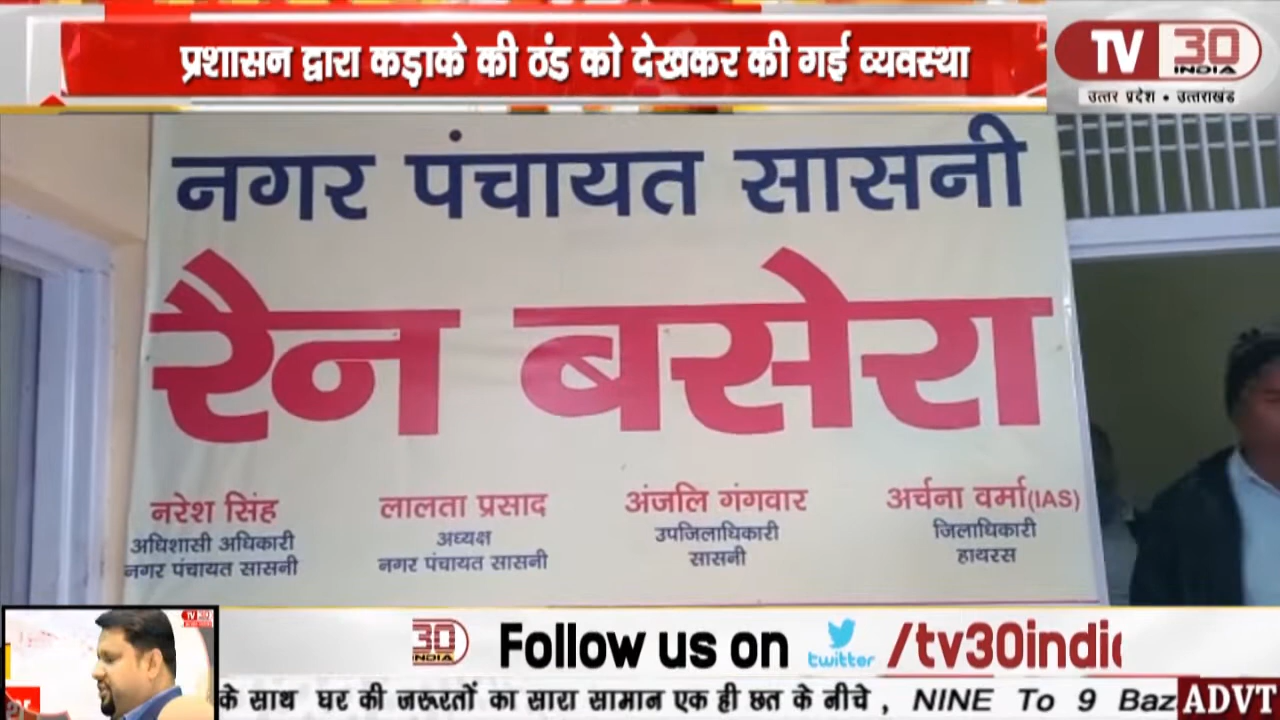 प्रशासन द्वारा कड़ाके की ठंड को देखकर की गई व्यवस्था
TV 30 INDIA
उत्तर प्रदेश • उत्तराखंड
नगर पंचायत सासनी
रैन बसेरा
नरेश सिंह
अधिशासी अधिकारी
नगर पंचायत सासनी
लालता प्रसाद
अध्यक्ष
नगर पंचायत सासनी
अंजलि गंगवार
उपजिलाधिकारी
सासनी
अर्चना वर्मा(IAS)
जिलाधिकारी
हाथरस
TV 30
30 INDIA
Follow us on twitter /tv30indi
के साथ घर की जरूरतों का सारा सामान एक ही छत के नीचे , NINE To 9 Baz
ADVT